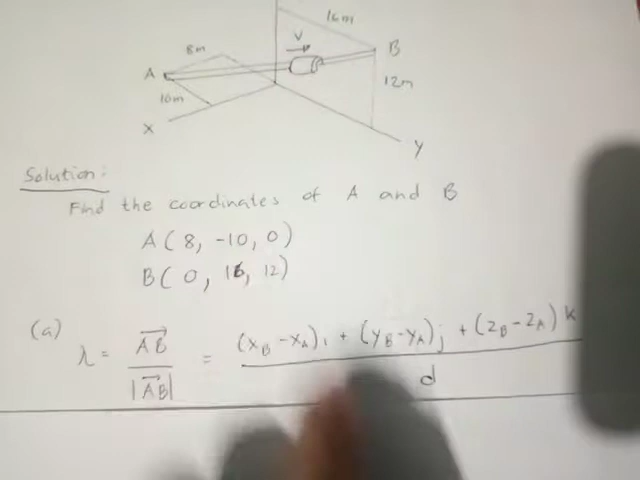 16m
V
8m
B
A
12m
10m
X
Y
Solution:
Find the coordinates of A and B
A(8, -10, 0)
B(0, 16, 12)
(a) λ = AB / |AB| = (xB - xA)i + (yB - yA)j + (zB - zA)k / d